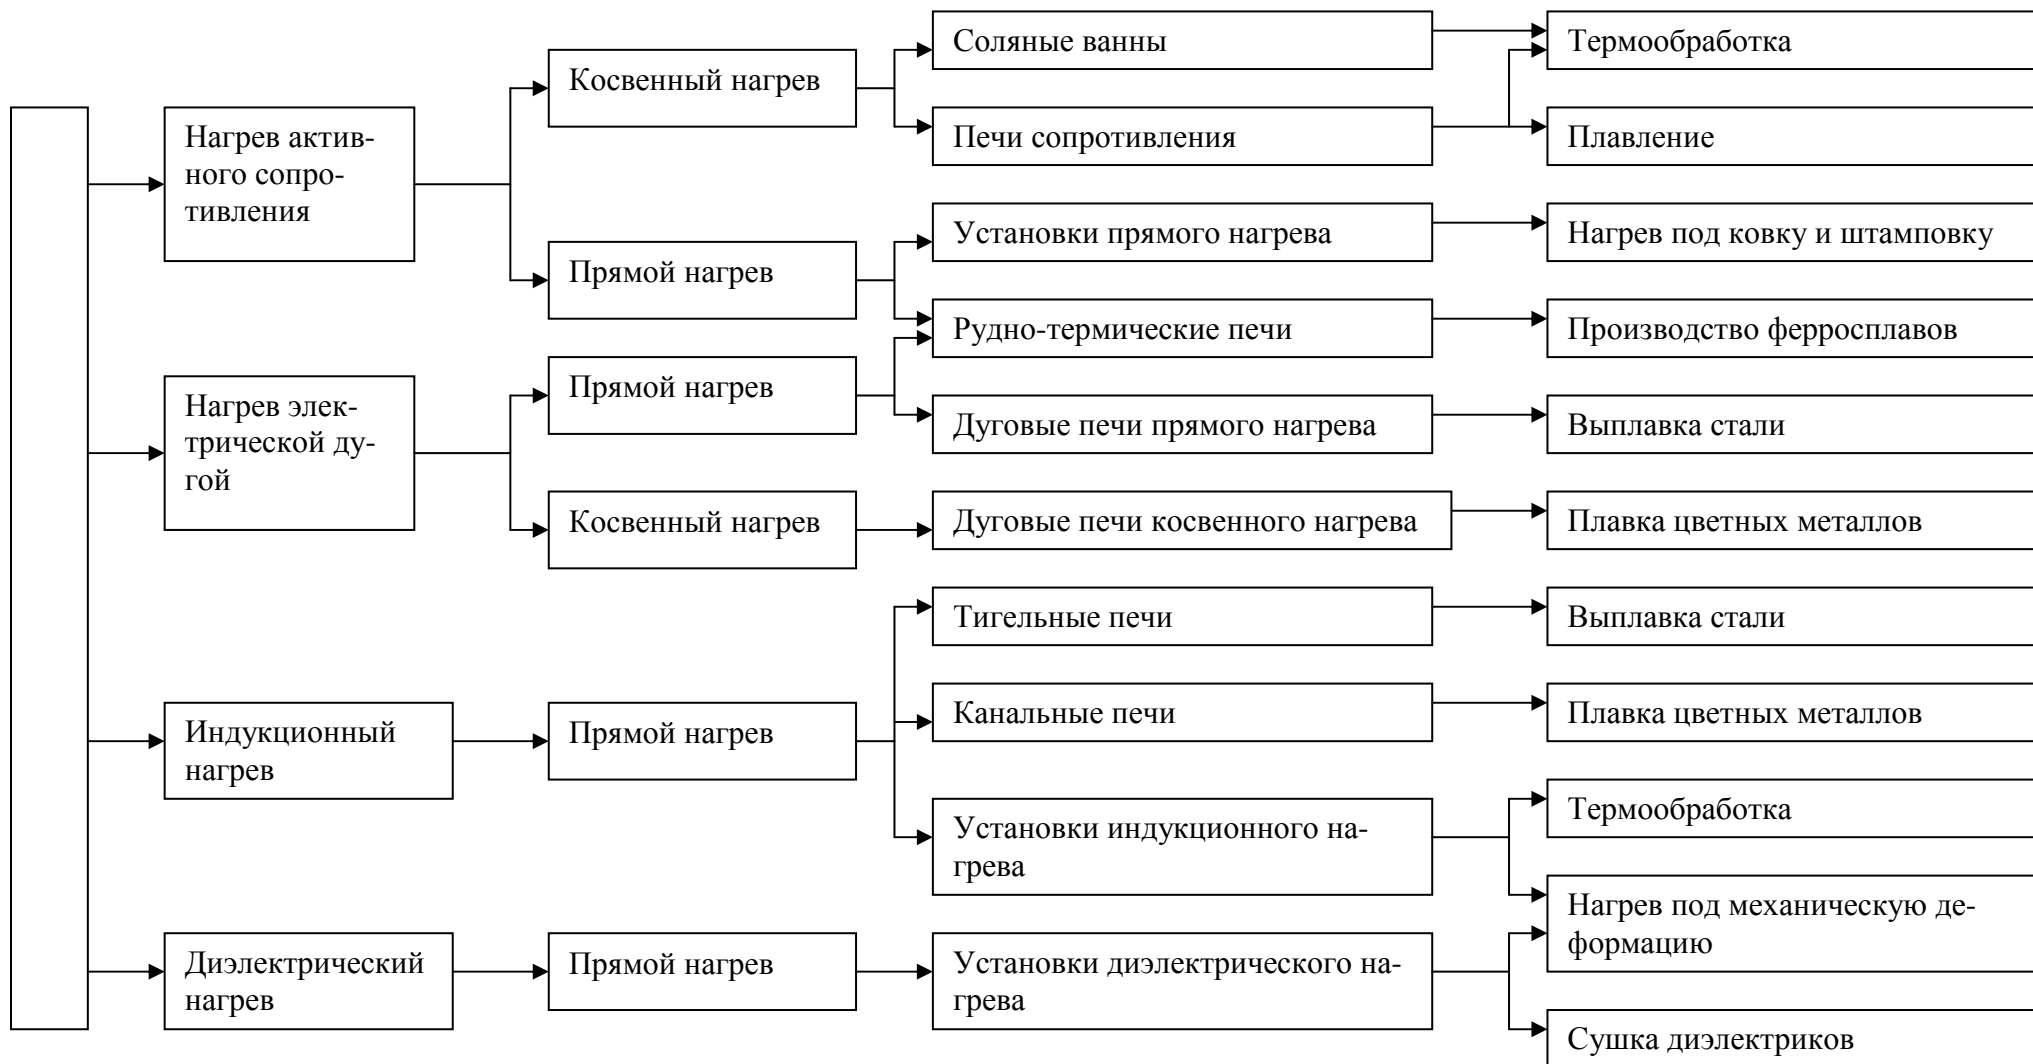 Соляные ванны
Термообработка
Косвенный нагрев
Нагрев актив-
ного сопро-
тивления
Печи сопротивления
Плавление
Установки прямого нагрева
Нагрев под ковку и штамповку
Прямой нагрев
Рудно-термические печи
Производство ферросплавов
Прямой нагрев
Нагрев элек-
трической ду-
гой
Дуговые печи прямого нагрева
Выплавка стали
Косвенный нагрев
Дуговые печи косвенного нагрева
Плавка цветных металлов
Тигельные печи
Выплавка стали
Индукционный
нагрев
Прямой нагрев
Канальные печи
Плавка цветных металлов
Термообработка
Установки индукционного на-
грева
Нагрев под механическую де-
формацию
Диэлектрический
нагрев
Прямой нагрев
Установки диэлектрического на-
грева
Сушка диэлектриков